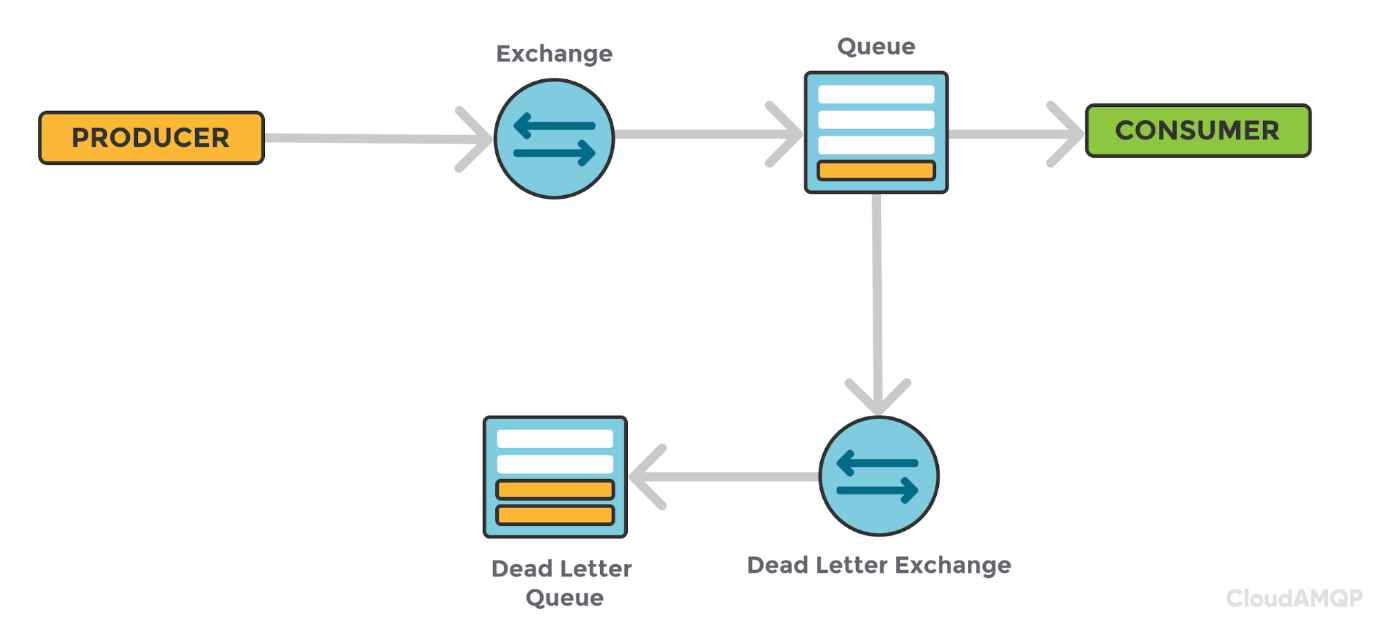 Exchange
Queue
PRODUCER
CONSUMER
Dead Letter
Queue
Dead Letter Exchange
CloudAMQP